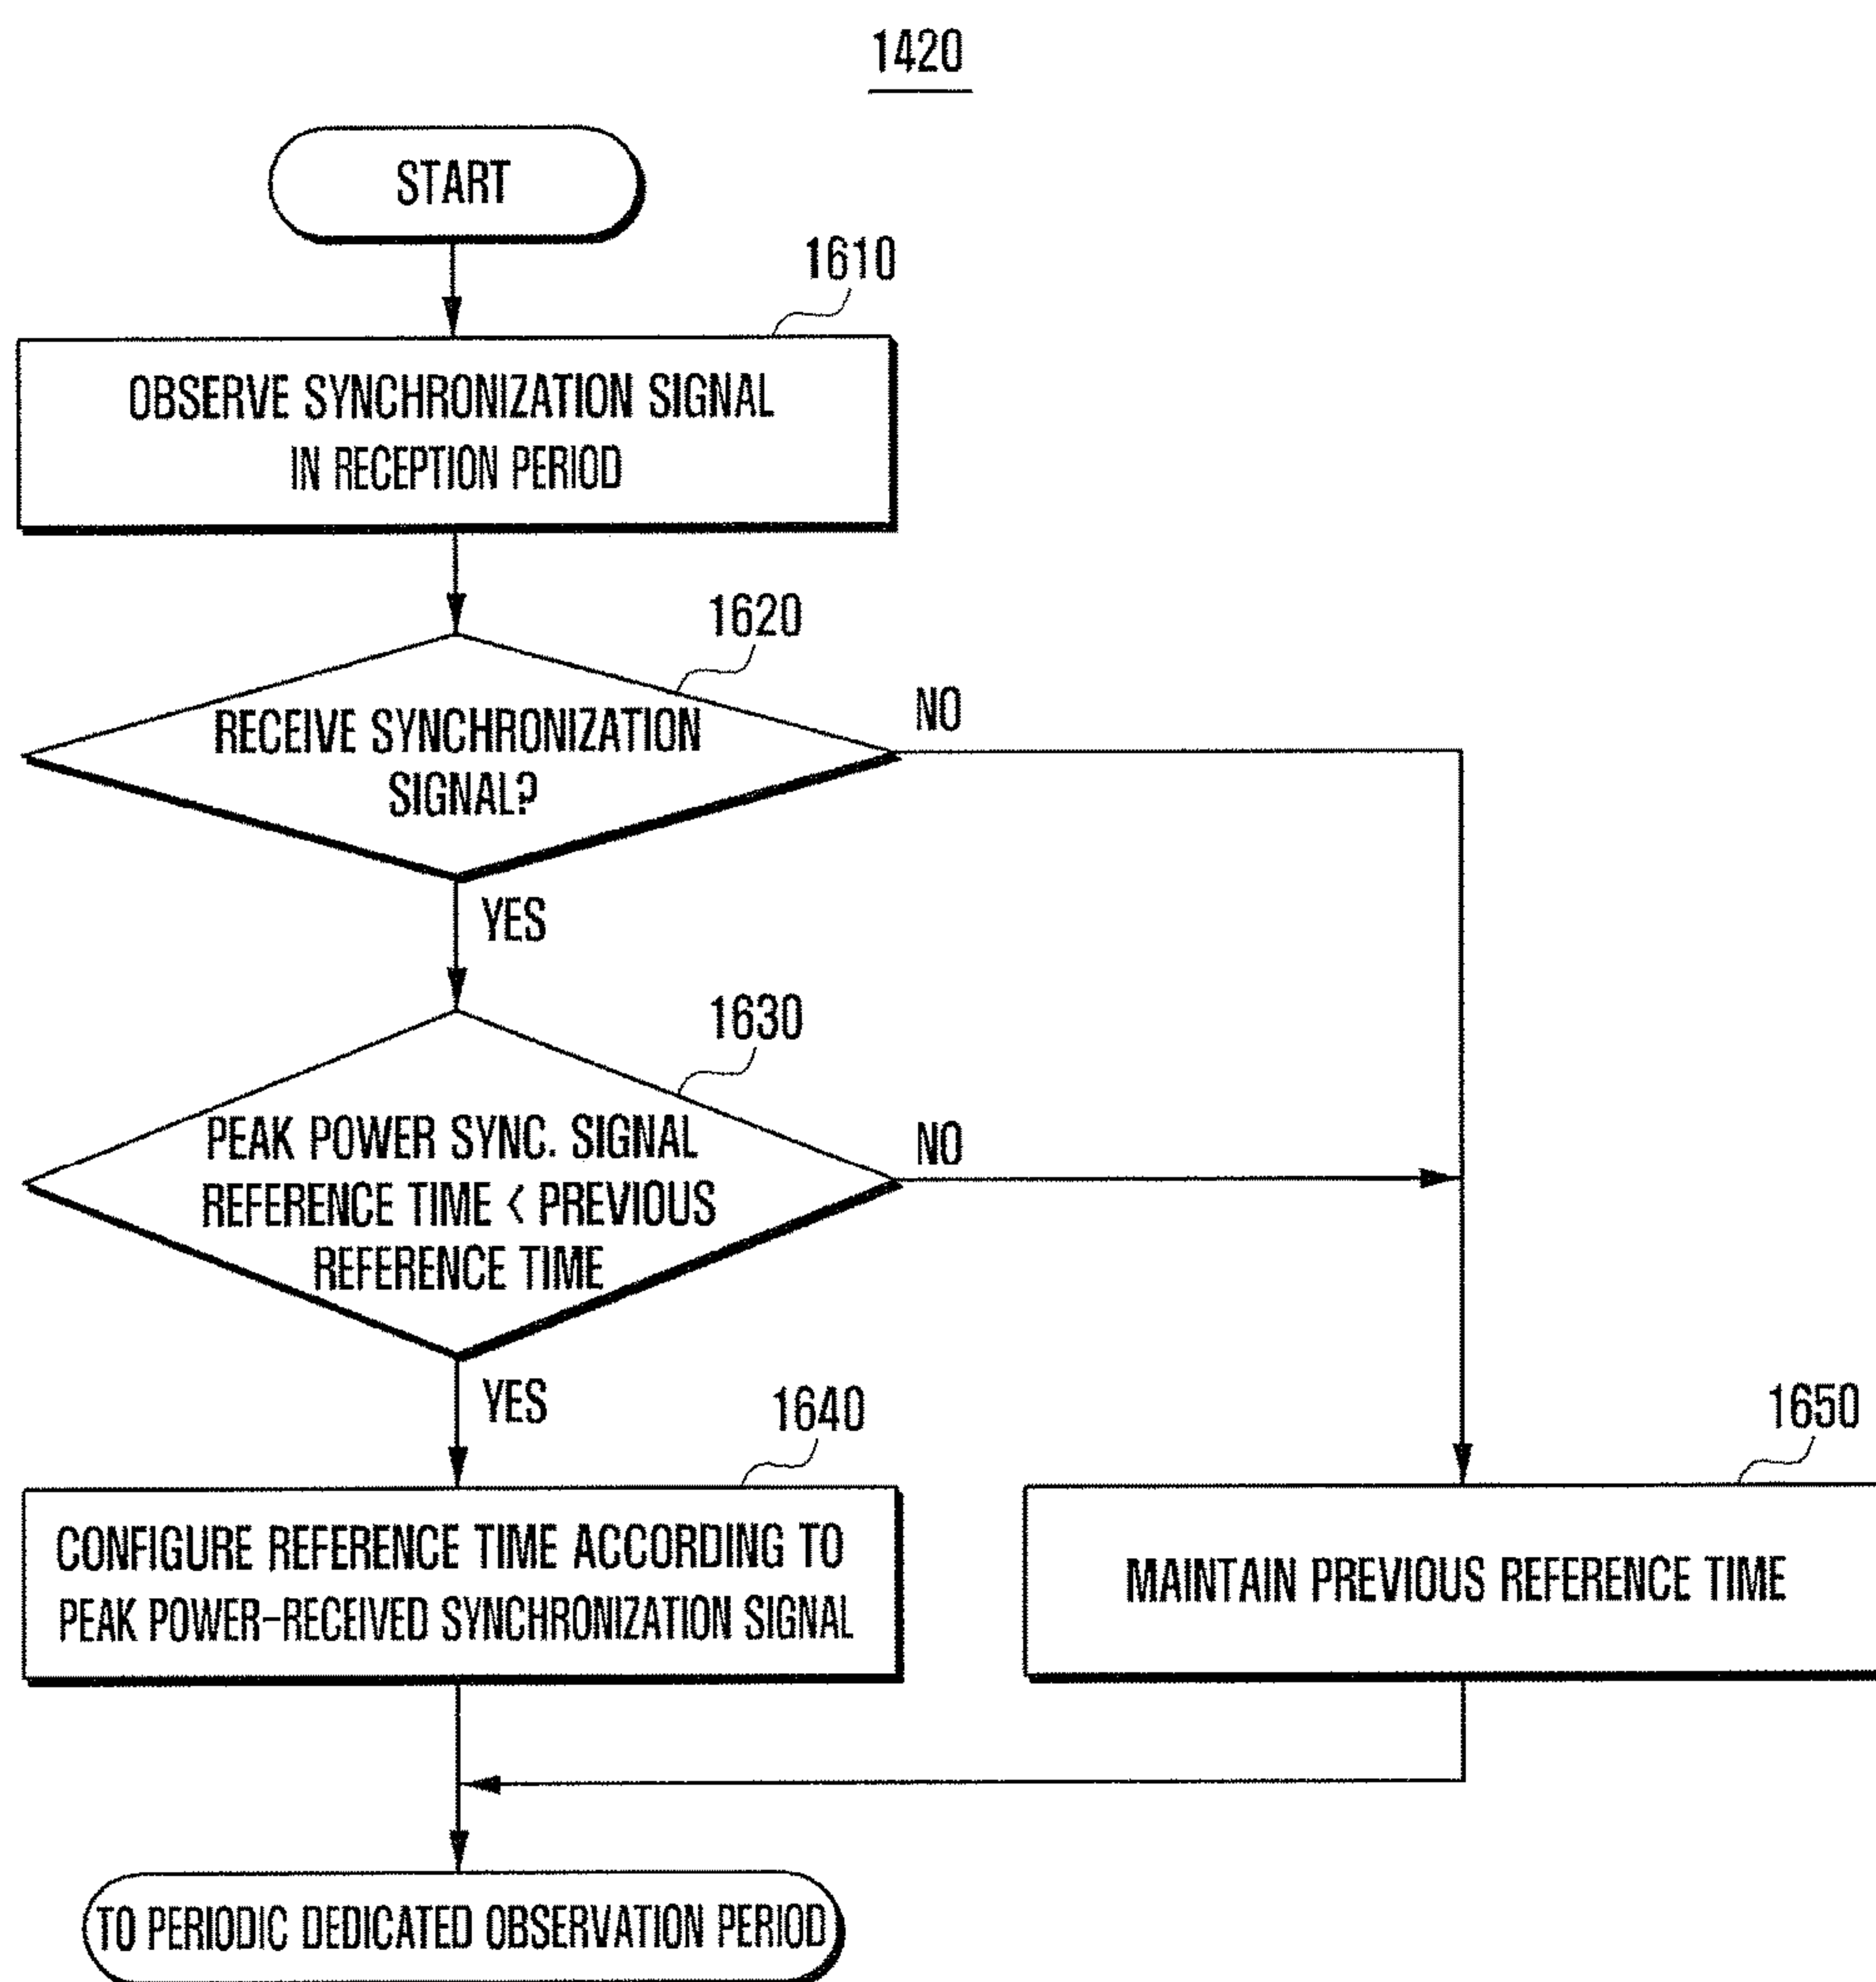 1420
START
1610
OBSERVE SYNCHRONIZATION SIGNAL
IN RECEPTION PERIOD
1620
RECEIVE SYNCHRONIZATION
SIGNAL?
NO
YES
1630
PEAK POWER SYNC. SIGNAL
REFERENCE TIME < PREVIOUS
REFERENCE TIME
NO
YES
1640
CONFIGURE REFERENCE TIME ACCORDING TO
PEAK POWER-RECEIVED SYNCHRONIZATION SIGNAL
1650
MAINTAIN PREVIOUS REFERENCE TIME
TO PERIODIC DEDICATED OBSERVATION PERIOD